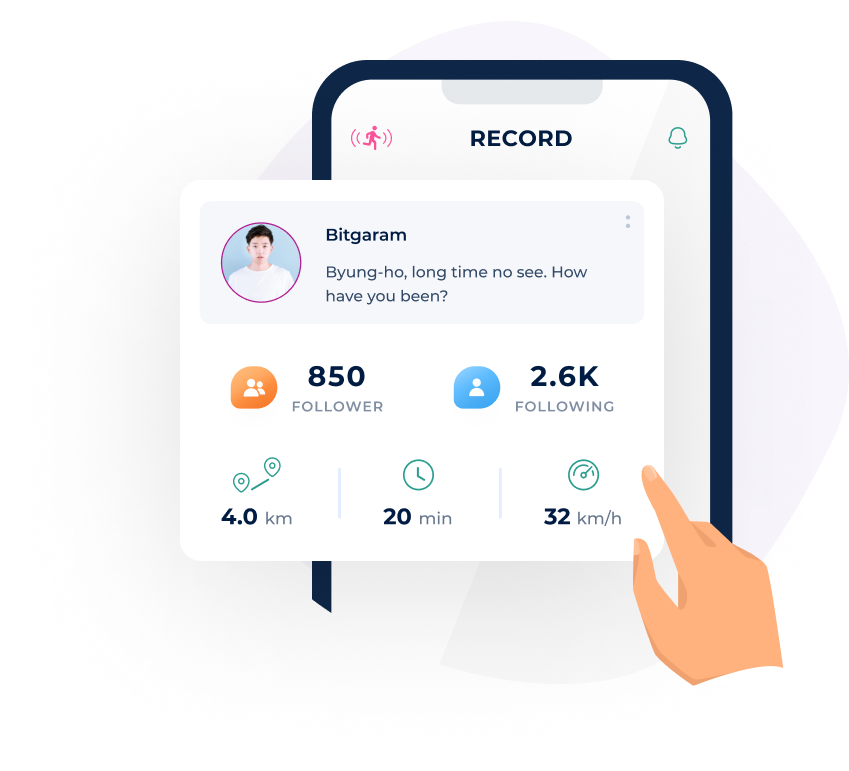 RECORD
Bitgaram
Byung-ho, long time no see. How
have you been?
850
FOLLOWER
2.6K
FOLLOWING
4.0 km
20 min
32 km/h